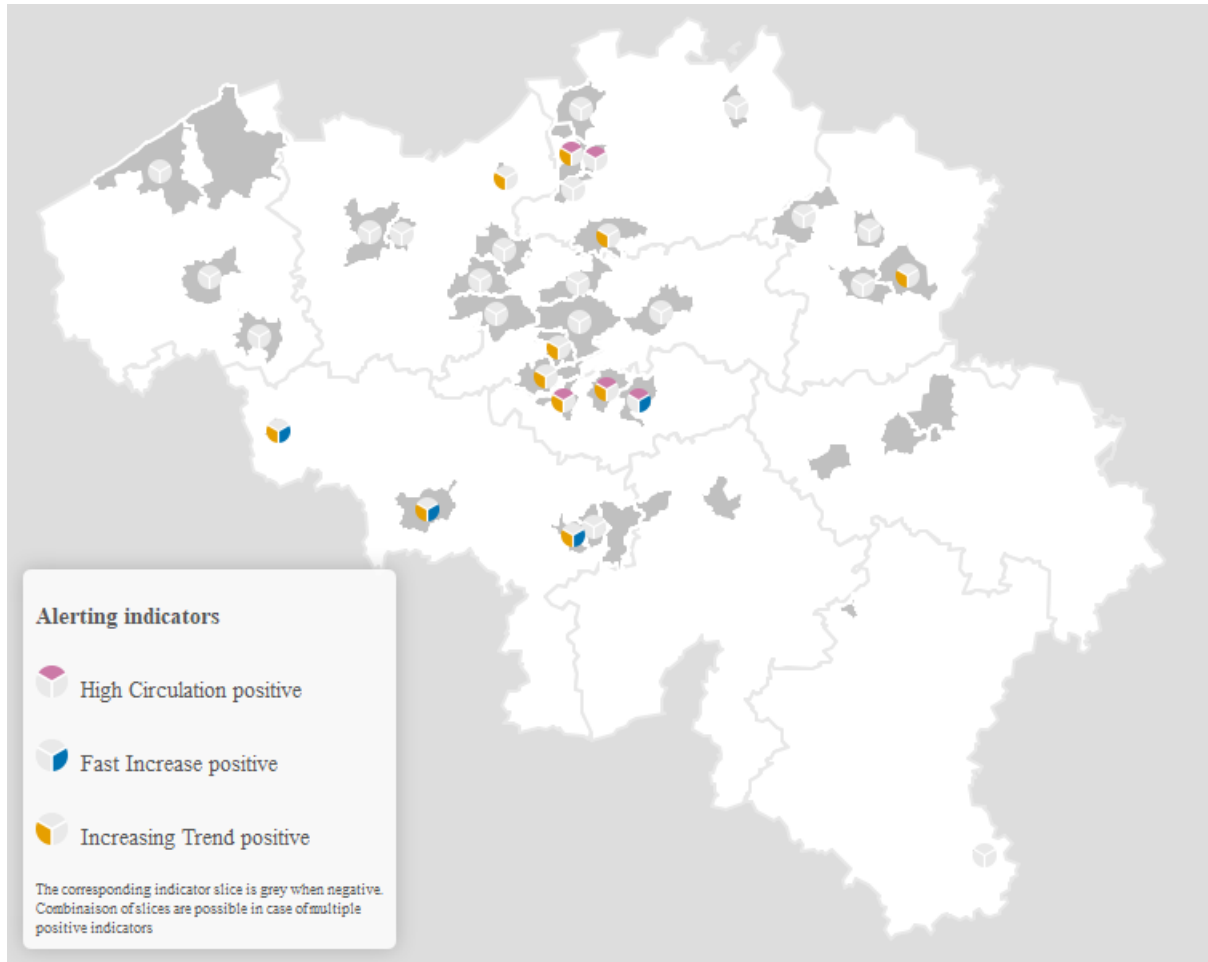 Alerting indicators
High Circulation positive
Fast Increase positive
Increasing Trend positive
The corresponding indicator slice is grey when negative.
Combinaison of slices are possible in case of multiple
positive indicators